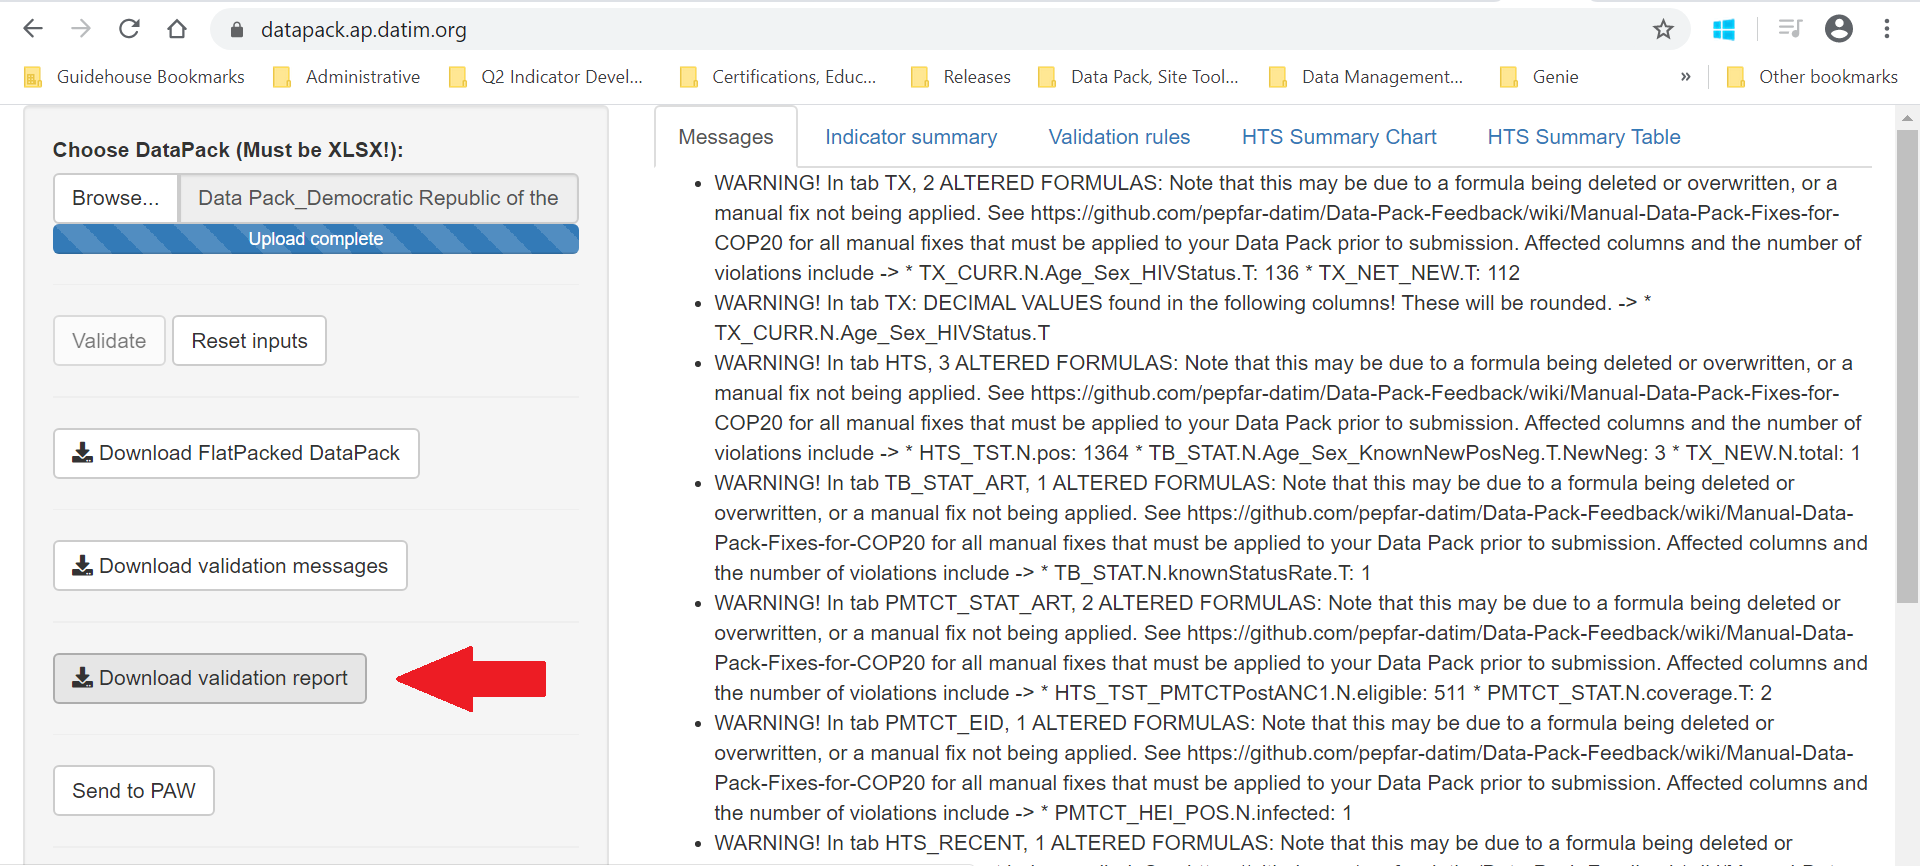 datapack.ap.datim.org
Guidehouse Bookmarks
Administrative
Q2 Indicator Devel...
Certifications, Educ...
Releases
Data Pack, Site Tool...
Data Management...
Genie
»
Other bookmarks
Choose DataPack (Must be XLSX!):
Browse...
Data Pack_Democratic Republic of the
Upload complete
Validate
Reset inputs
Download FlatPacked DataPack
Download validation messages
Download validation report
Send to PAW
Messages
Indicator summary
Validation rules
HTS Summary Chart
HTS Summary Table
• WARNING! In tab TX, 2 ALTERED FORMULAS: Note that this may be due to a formula being deleted or overwritten, or a
manual fix not being applied. See https://github.com/pepfar-datim/Data-Pack-Feedback/wiki/Manual-Data-Pack-Fixes-for-
COP20 for all manual fixes that must be applied to your Data Pack prior to submission. Affected columns and the number of
violations include -> * TX_CURR.N.Age_Sex_HIVStatus.T: 136 * TX_NET_NEW.T: 112
• WARNING! In tab TX: DECIMAL VALUES found in the following columns! These will be rounded. -> *
TX_CURR.N.Age_Sex_HIVStatus.T
• WARNING! In tab HTS, 3 ALTERED FORMULAS: Note that this may be due to a formula being deleted or overwritten, or a
manual fix not being applied. See https://github.com/pepfar-datim/Data-Pack-Feedback/wiki/Manual-Data-Pack-Fixes-for-
COP20 for all manual fixes that must be applied to your Data Pack prior to submission. Affected columns and the number of
violations include -> * HTS_TST.N.pos: 1364 * TB_STAT.N.Age_Sex_KnownNewPosNeg.T.NewNeg: 3 * TX_NEW.N.total: 1
• WARNING! In tab TB_STAT_ART, 1 ALTERED FORMULAS: Note that this may be due to a formula being deleted or
overwritten, or a manual fix not being applied. See https://github.com/pepfar-datim/Data-Pack-Feedback/wiki/Manual-Data-
Pack-Fixes-for-COP20 for all manual fixes that must be applied to your Data Pack prior to submission. Affected columns and
the number of violations include -> * TB_STAT.N.knownStatusRate.T: 1
• WARNING! In tab PMTCT_STAT_ART, 2 ALTERED FORMULAS: Note that this may be due to a formula being deleted or
overwritten, or a manual fix not being applied. See https://github.com/pepfar-datim/Data-Pack-Feedback/wiki/Manual-Data-
Pack-Fixes-for-COP20 for all manual fixes that must be applied to your Data Pack prior to submission. Affected columns and
the number of violations include -> * HTS_TST_PMTCTPostANC1.N.eligible: 511 * PMTCT_STAT.N.coverage.T: 2
• WARNING! In tab PMTCT_EID, 1 ALTERED FORMULAS: Note that this may be due to a formula being deleted or
overwritten, or a manual fix not being applied. See https://github.com/pepfar-datim/Data-Pack-Feedback/wiki/Manual-Data-
Pack-Fixes-for-COP20 for all manual fixes that must be applied to your Data Pack prior to submission. Affected columns and
the number of violations include -> * PMTCT_HEI_POS.N.infected: 1
• WARNING! In tab HTS_RECENT, 1 ALTERED FORMULAS: Note that this may be due to a formula being deleted or